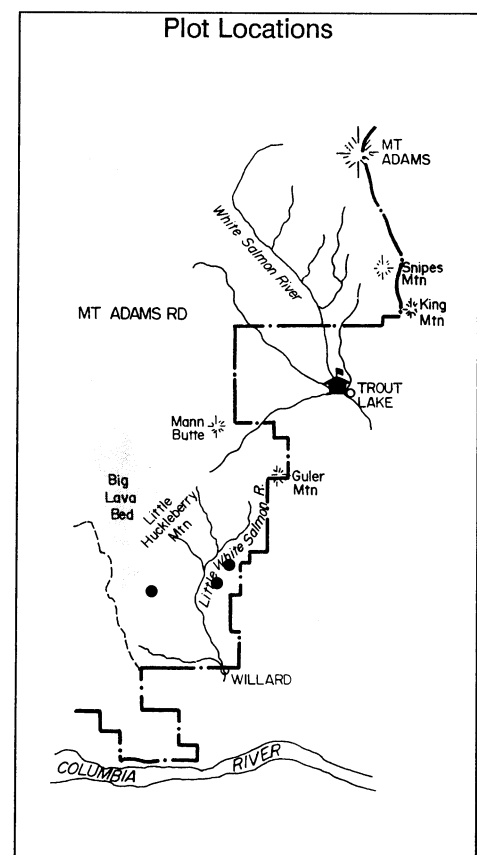 Plot Locations
MT
ADAMS
White Salmon River
Snipes
Mtn
King
Mtn
MT ADAMS RD
TROUT
LAKE
Mann
Butte
Guler
Mtn
Big
Lava
Bed
Little
Huckleberry
Mtn
Little White Salmon R.
WILLARD
COLUMBIA RIVER